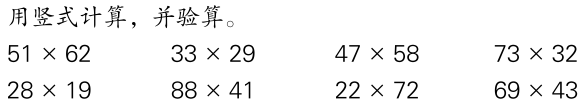 用竖式计算，并验算。
51 × 62 33 × 29 47 × 58 73 × 32
28 × 19 88 × 41 22 × 72 69 × 43